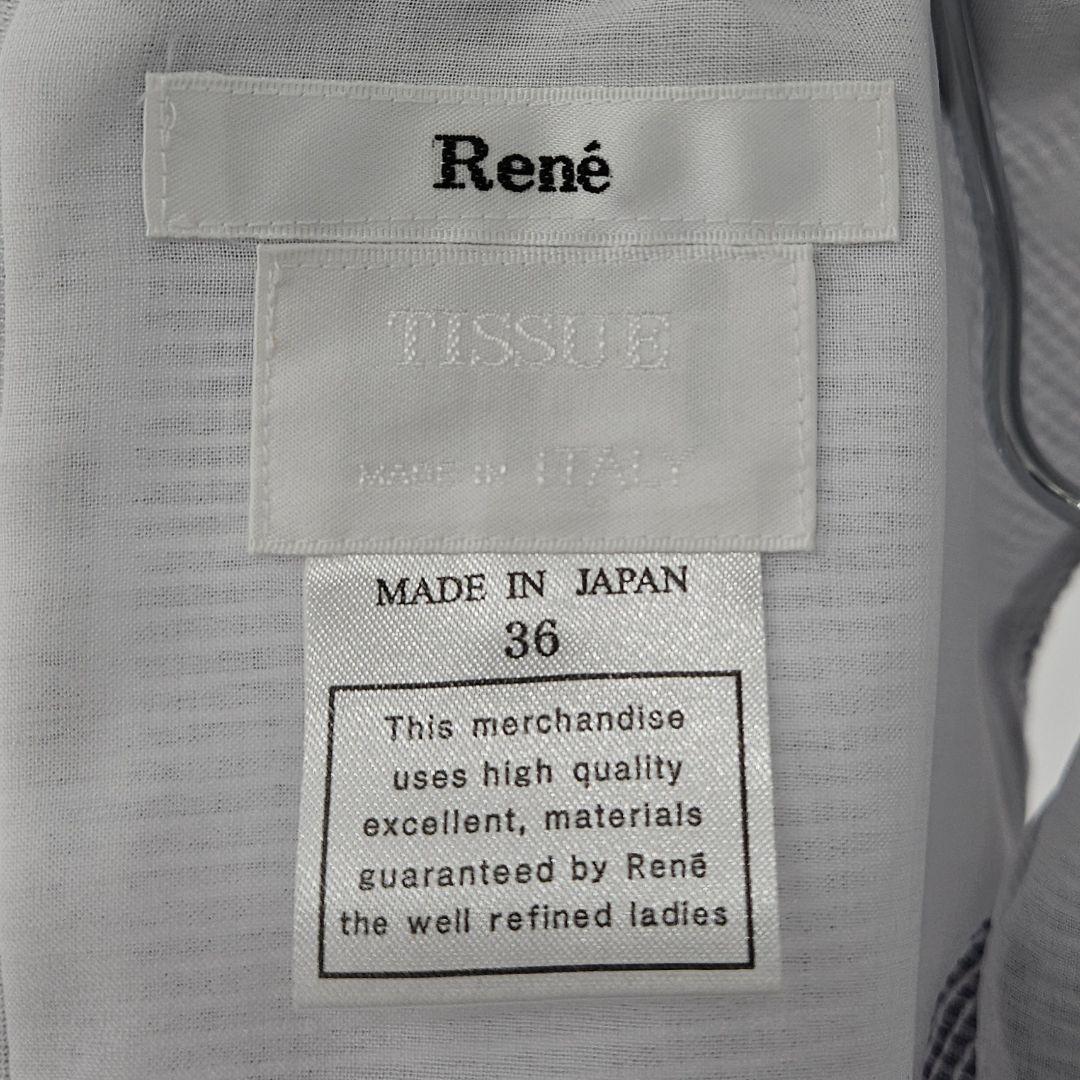 René
TISSUE
MADE IN ITALY
MADE IN JAPAN
36
This merchandise
uses high quality
excellent, materials
guaranteed by René
the well refined ladies